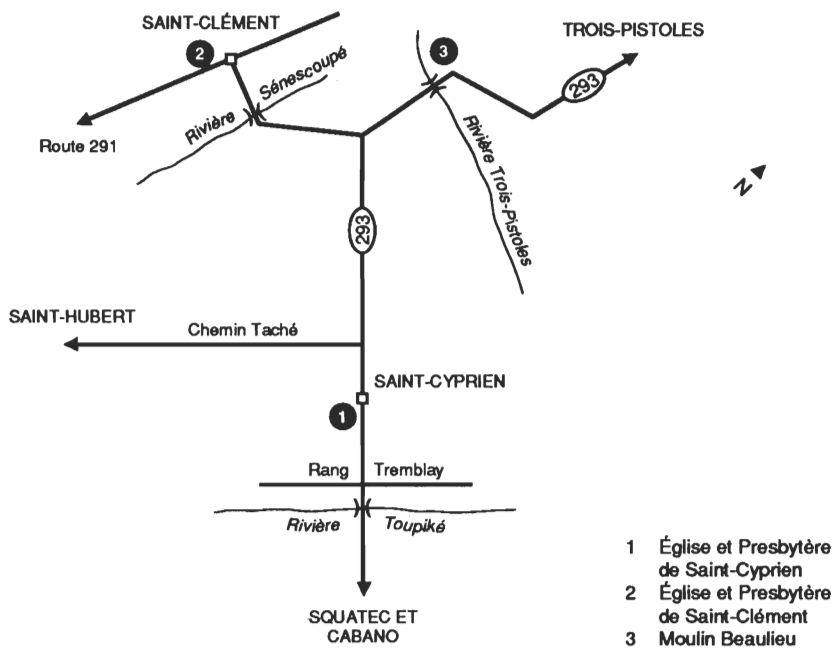 SAINT-CLÉMENT
2
3
TROIS-PISTOLES
293
Rivière Sénescoupé
Route 291
Rivière Trois-Pistoles
N
293
SAINT-HUBERT
Chemin Taché
SAINT-CYPRIEN
1
Rang Tremblay
Rivière Toupiké
SQUATEC ET
CABANO
1 Église et Presbytère
de Saint-Cyprien
2 Église et Presbytère
de Saint-Clément
3 Moulin Beaulieu